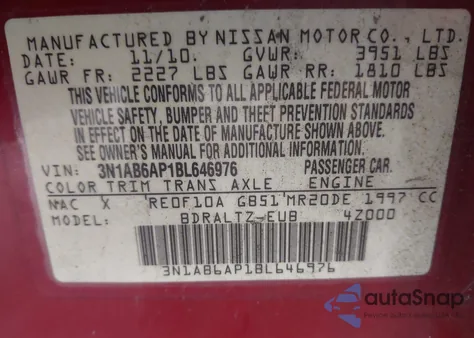 MANUFACTURED BY NISSAN MOTOR CO., LTD.
DATE: 11/10. GVWR: 3951 LBS
GAWR FR: 2227 LBS GAWR RR: 1810 LBS
THIS VEHICLE CONFORMS TO ALL APPLICABLE FEDERAL MOTOR
VEHICLE SAFETY, BUMPER AND THEFT PREVENTION STANDARDS
IN EFFECT ON THE DATE OF MANUFACTURE SHOWN ABOVE.
SEE OWNER'S MANUAL FOR ADDITIONAL INFORMATION.
VIN: 3N1AB6AP1BL646976 PASSENGER CAR.
COLOR TRIM TRANS AXLE ENGINE
X RE0F10A GB51 MR20DE 1997 CC
MODEL: BDRALTZ-EUB 4Z000
3N1AB6AP1BL646976
autoSnap